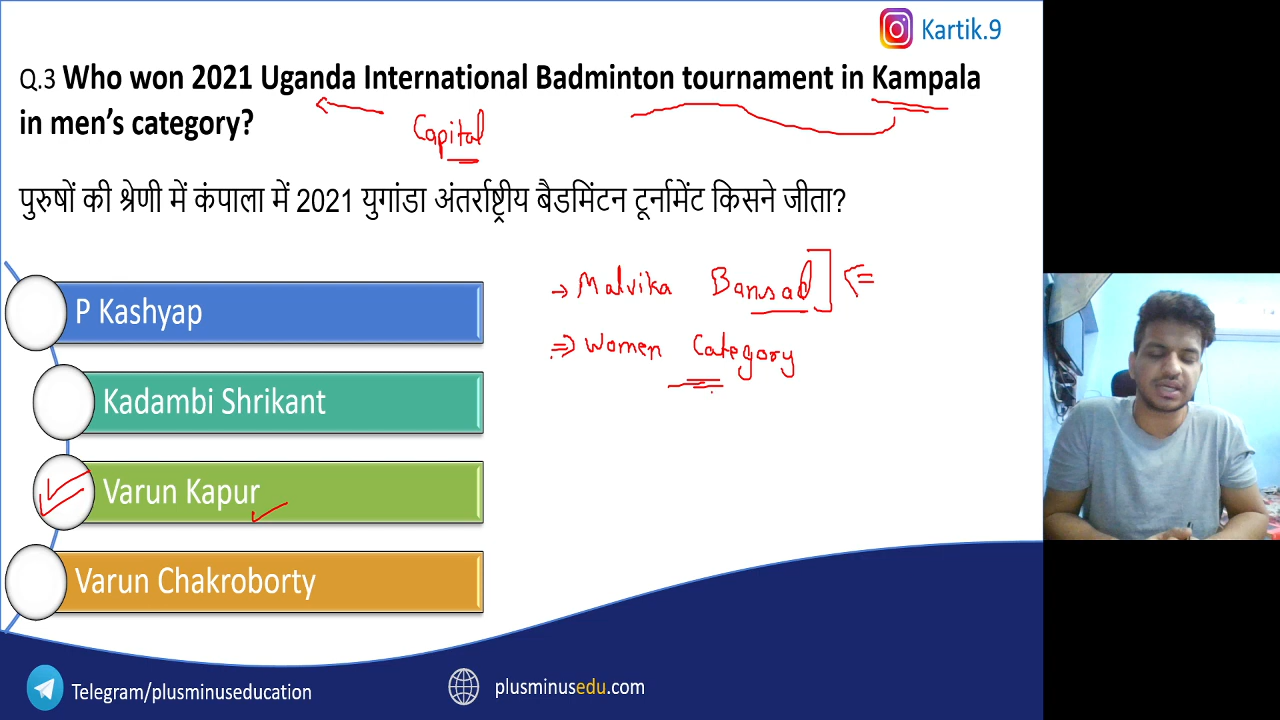 Kartik.9
Q.3 Who won 2021 Uganda International Badminton tournament in Kampala
in men's category?
Capital
पुरुषों की श्रेणी में कंपाला में 2021 युगांडा अंतर्राष्ट्रीय बैडमिंटन टूर्नामेंट किसने जीता?
→ Malvika Bansad
⇒ Women Category
P Kashyap
Kadambi Shrikant
Varun Kapur
Varun Chakroborty
Telegram/plusminuseducation
plusminusedu.com